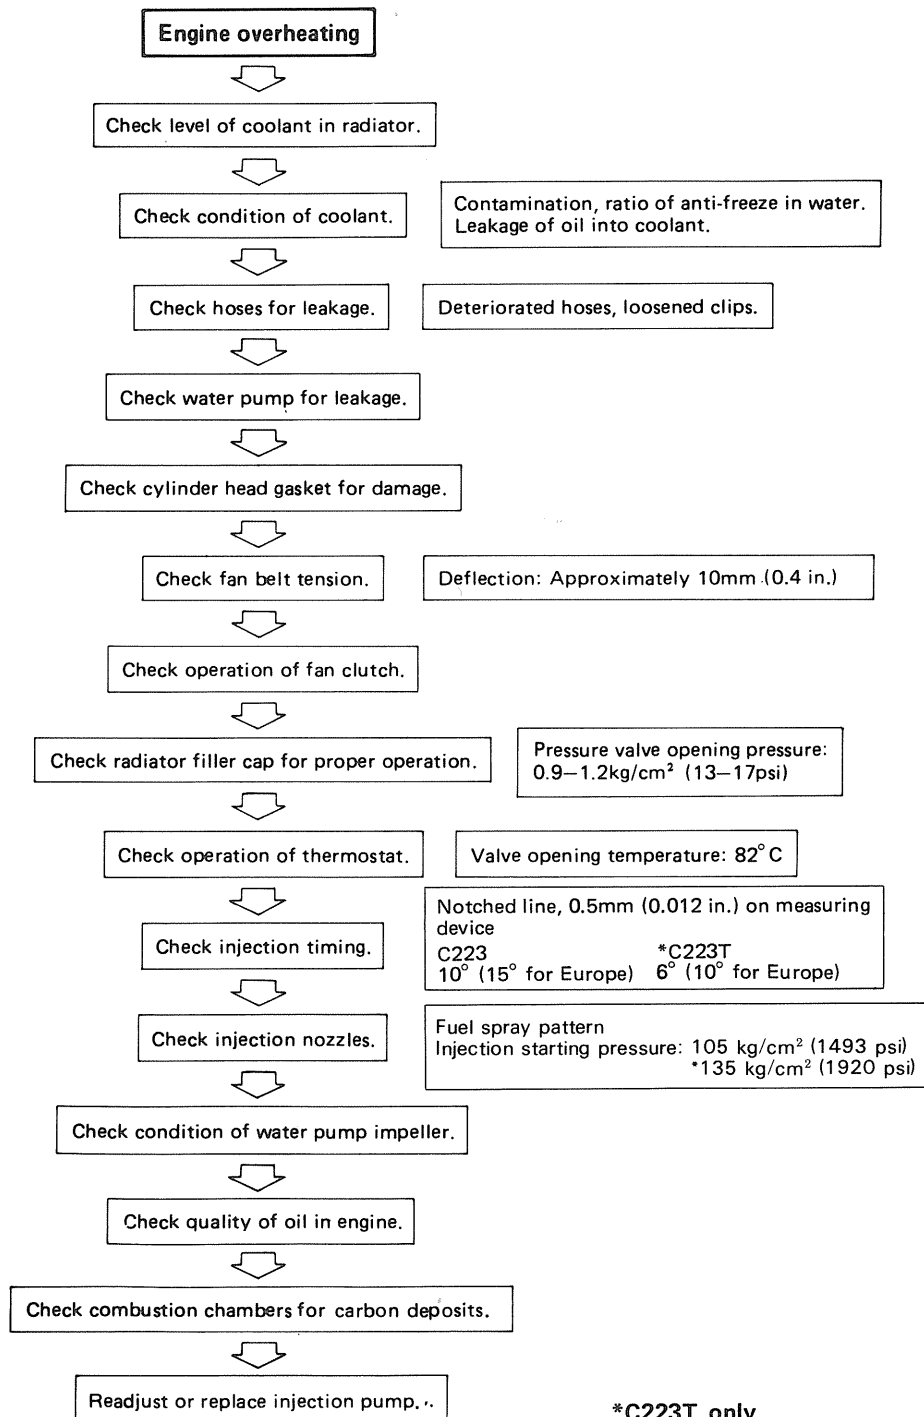 Engine overheating
Check level of coolant in radiator.
Check condition of coolant.
Contamination, ratio of anti-freeze in water.
Leakage of oil into coolant.
Check hoses for leakage.
Deteriorated hoses, loosened clips.
Check water pump for leakage.
Check cylinder head gasket for damage.
Check fan belt tension.
Deflection: Approximately 10mm (0.4 in.)
Check operation of fan clutch.
Check radiator filler cap for proper operation.
Pressure valve opening pressure:
0.9–1.2kg/cm² (13–17psi)
Check operation of thermostat.
Valve opening temperature: 82°C
Check injection timing.
Notched line, 0.5mm (0.012 in.) on measuring
device
C223 *C223T
10° (15° for Europe) 6° (10° for Europe)
Check injection nozzles.
Fuel spray pattern
Injection starting pressure: 105 kg/cm² (1493 psi)
*135 kg/cm² (1920 psi)
Check condition of water pump impeller.
Check quality of oil in engine.
Check combustion chambers for carbon deposits.
Readjust or replace injection pump.
*C223T only